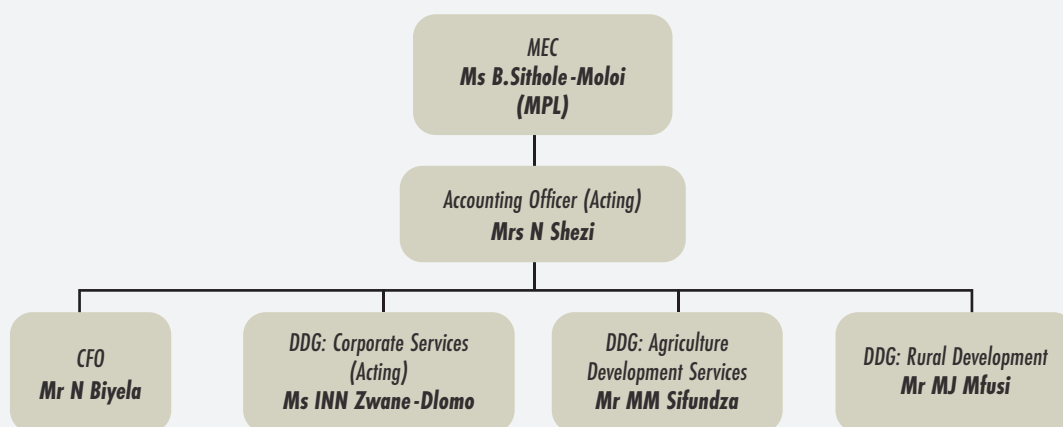 MEC
Ms B.Sithole-Moloi
(MPL)
Accounting Officer (Acting)
Mrs N Shezi
CFO
Mr N Biyela
DDG: Corporate Services
(Acting)
Ms INN Zwane-Dlomo
DDG: Agriculture
Development Services
Mr MM Sifundza
DDG: Rural Development
Mr MJ Mfusi